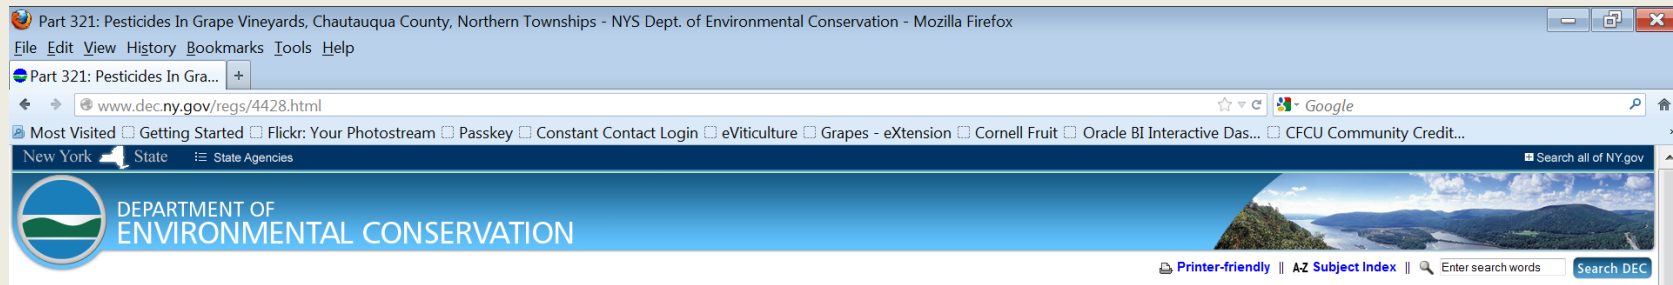 Part 321: Pesticides In Grape Vineyards, Chautauqua County, Northern Townships - NYS Dept. of Environmental Conservation - Mozilla Firefox
File Edit View History Bookmarks Tools Help
Part 321: Pesticides In Gra... +
www.dec.ny.gov/regs/4428.html Google
Most Visited Getting Started Flickr: Your Photostream Passkey Constant Contact Login eViticulture Grapes - eXtension Cornell Fruit Oracle BI Interactive Das... CFCU Community Credit...
New York State State Agencies Search all of NY.gov
DEPARTMENT OF
ENVIRONMENTAL CONSERVATION
Printer-friendly || A-Z Subject Index || Enter search words Search DEC